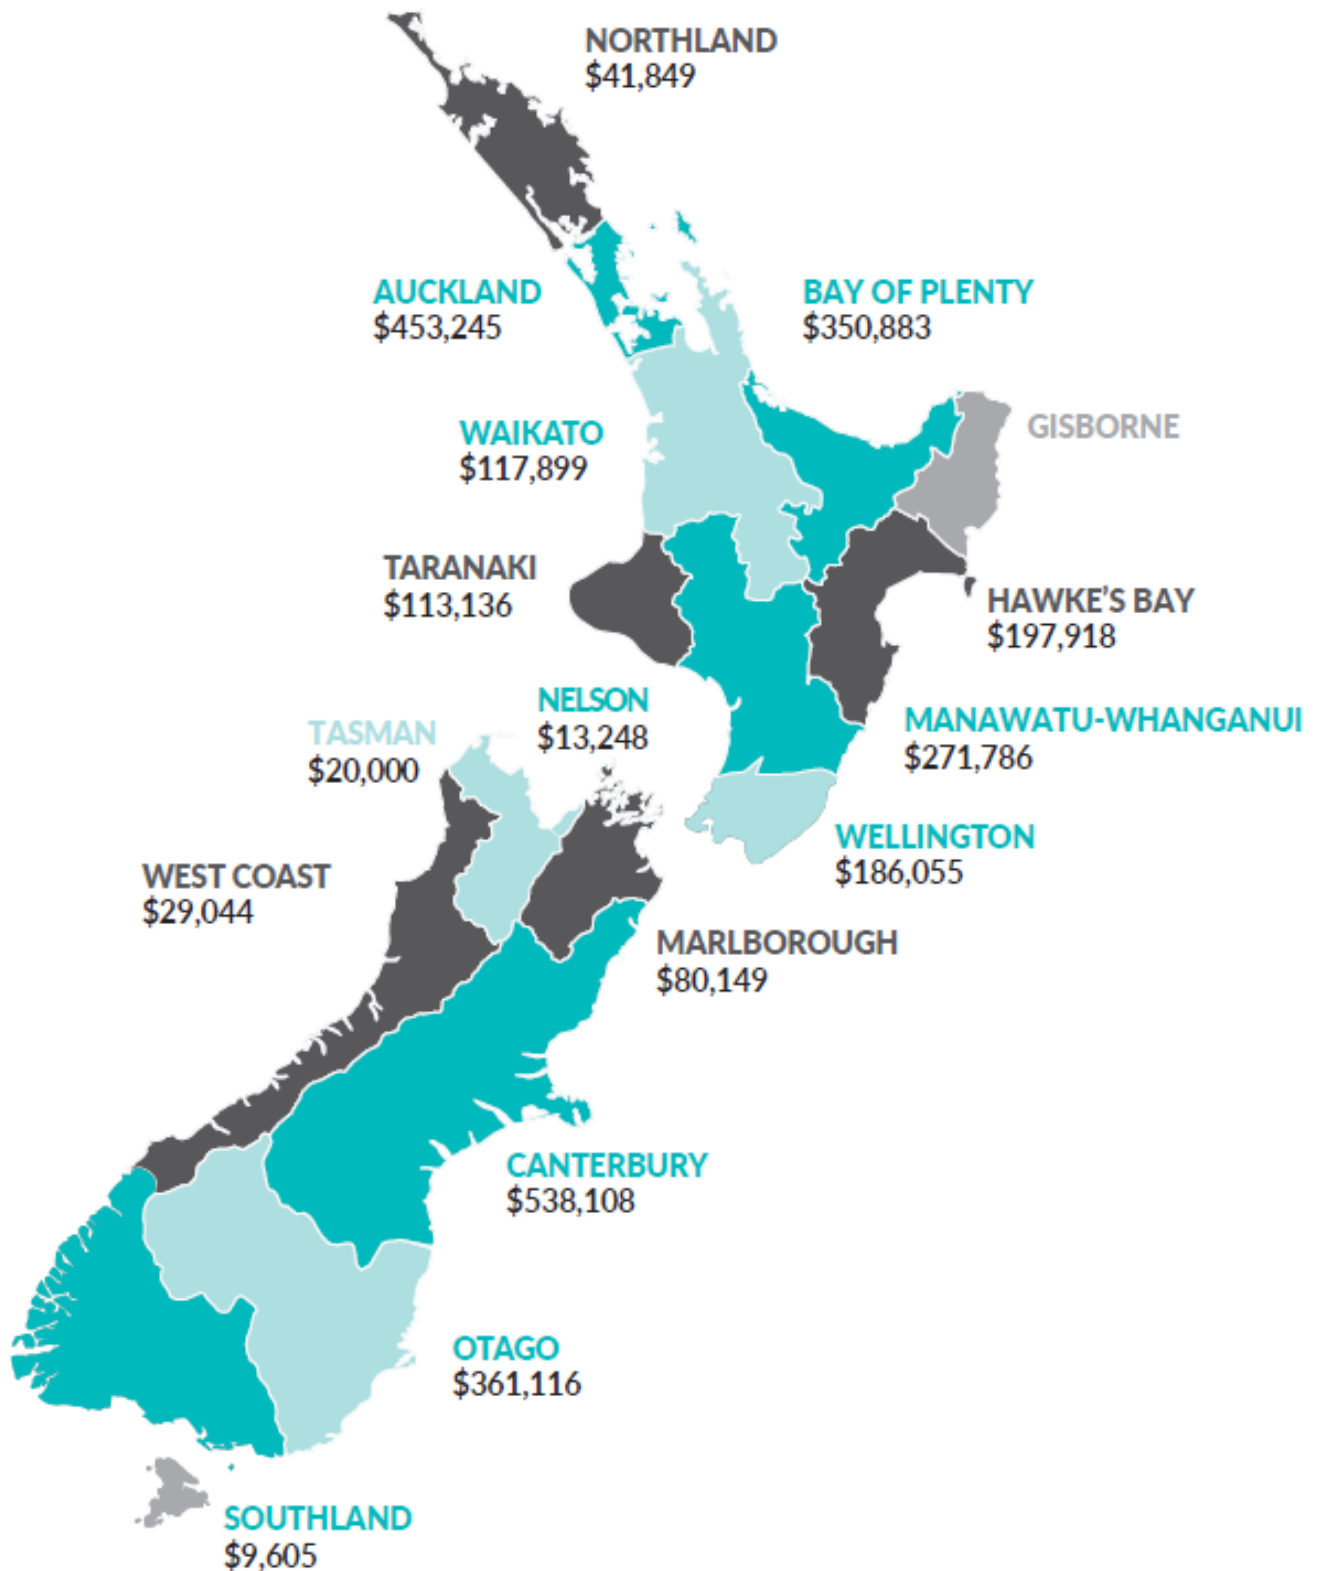 NORTHLAND
$41,849
AUCKLAND
$453,245
BAY OF PLENTY
$350,883
WAIKATO
$117,899
GISBORNE
TARANAKI
$113,136
HAWKE'S BAY
$197,918
NELSON
$13,248
TASMAN
$20,000
MANAWATU-WHANGANUI
$271,786
WELLINGTON
$186,055
WEST COAST
$29,044
MARLBOROUGH
$80,149
CANTERBURY
$538,108
OTAGO
$361,116
SOUTHLAND
$9,605